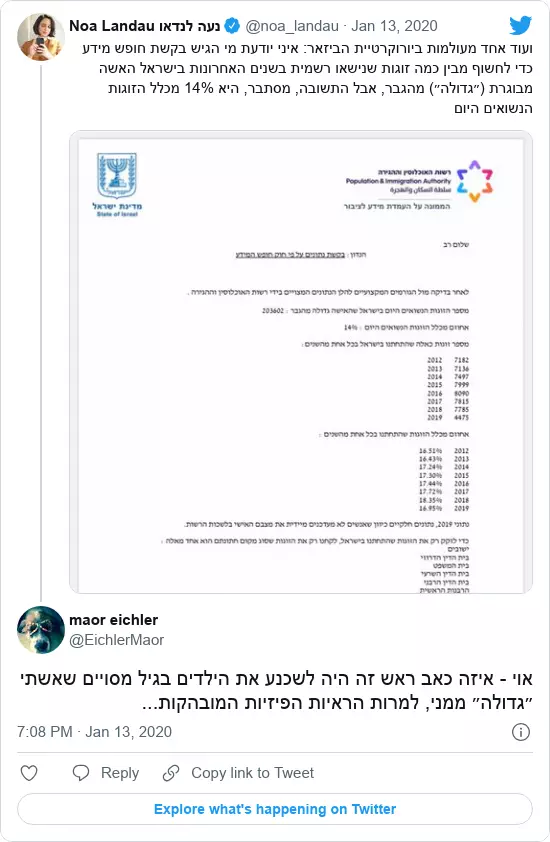 Noa Landau נעה לנדאו @noa_landau · Jan 13, 2020
ועוד אחד מעולמות ביורוקרטיית הביזאר: איני יודעת מי הגיש בקשת חופש מידע
כדי לחשוף מבין כמה זוגות שנישאו רשמית בשנים האחרונות בישראל האשה
מבוגרת (״גדולה״) מהגבר, אבל התשובה, מסתבר, היא 14% מכלל הזוגות
הנשואים היום
רשות האוכלוסין וההגירה
Population & Immigration Authority
سلطة السكان والهجرة
הממונה על העמדת מידע לציבור
מדינת ישראל
State of Israel
שלום רב
הנדון : בקשת נתונים על פי חוק חופש המידע
לאחר בדיקה מול הגורמים המקצועיים להלן הנתונים המצויים בידי רשות האוכלוסין וההגירה .
מספר הזוגות הנשואים היום בישראל שהאישה גדולה מהגבר : 203602
אחוזם מכלל הזוגות הנשואים היום : 14%
מספר זוגות כאלה שהתחתנו בישראל בכל אחת מהשנים :
2012 7182
2013 7136
2014 7497
2015 7999
2016 8090
2017 7815
2018 7785
2019 4475
אחוזם מכלל הזוגות שהתחתנו בכל אחת מהשנים :
16.51% 2012
16.43% 2013
17.24% 2014
17.30% 2015
17.44% 2016
17.72% 2017
18.35% 2018
16.95% 2019
נתוני 2019, נתונים חלקיים כיוון שאנשים לא מעדכנים מיידית את מצבם האישי בלשכות הרשות.
כדי לזקק רק את הזוגות שהתחתנו בישראל, לקחנו רק את הזוגות שסוג מקום חתונתם הוא אחד מאלה :
ישובים
בית הדין הדרוזי
בית המשפט
בית הדין השרעי
בית הדין הרבני
הרבנות הראשית
maor eichler
@EichlerMaor
אוי - איזה כאב ראש זה היה לשכנע את הילדים בגיל מסויים שאשתי
״גדולה״ ממני, למרות הראיות הפיזיות המובהקות...
7:08 PM · Jan 13, 2020
Reply
Copy link to Tweet
Explore what's happening on Twitter